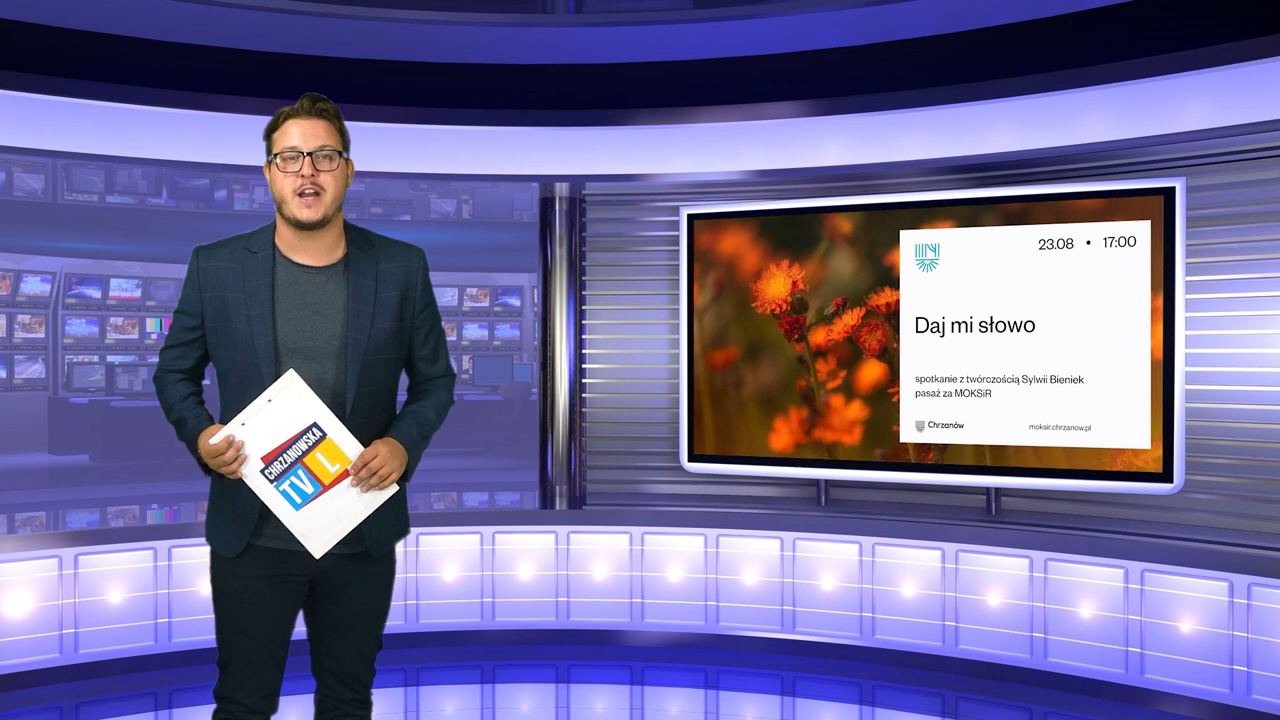 CHRZANOWSKA
TVL
23.08 • 17:00
Daj mi słowo
spotkanie z twórczością Sylwii Bieniek
pasaż za MOKSiR
Chrzanów
moksir.chrzanow.pl